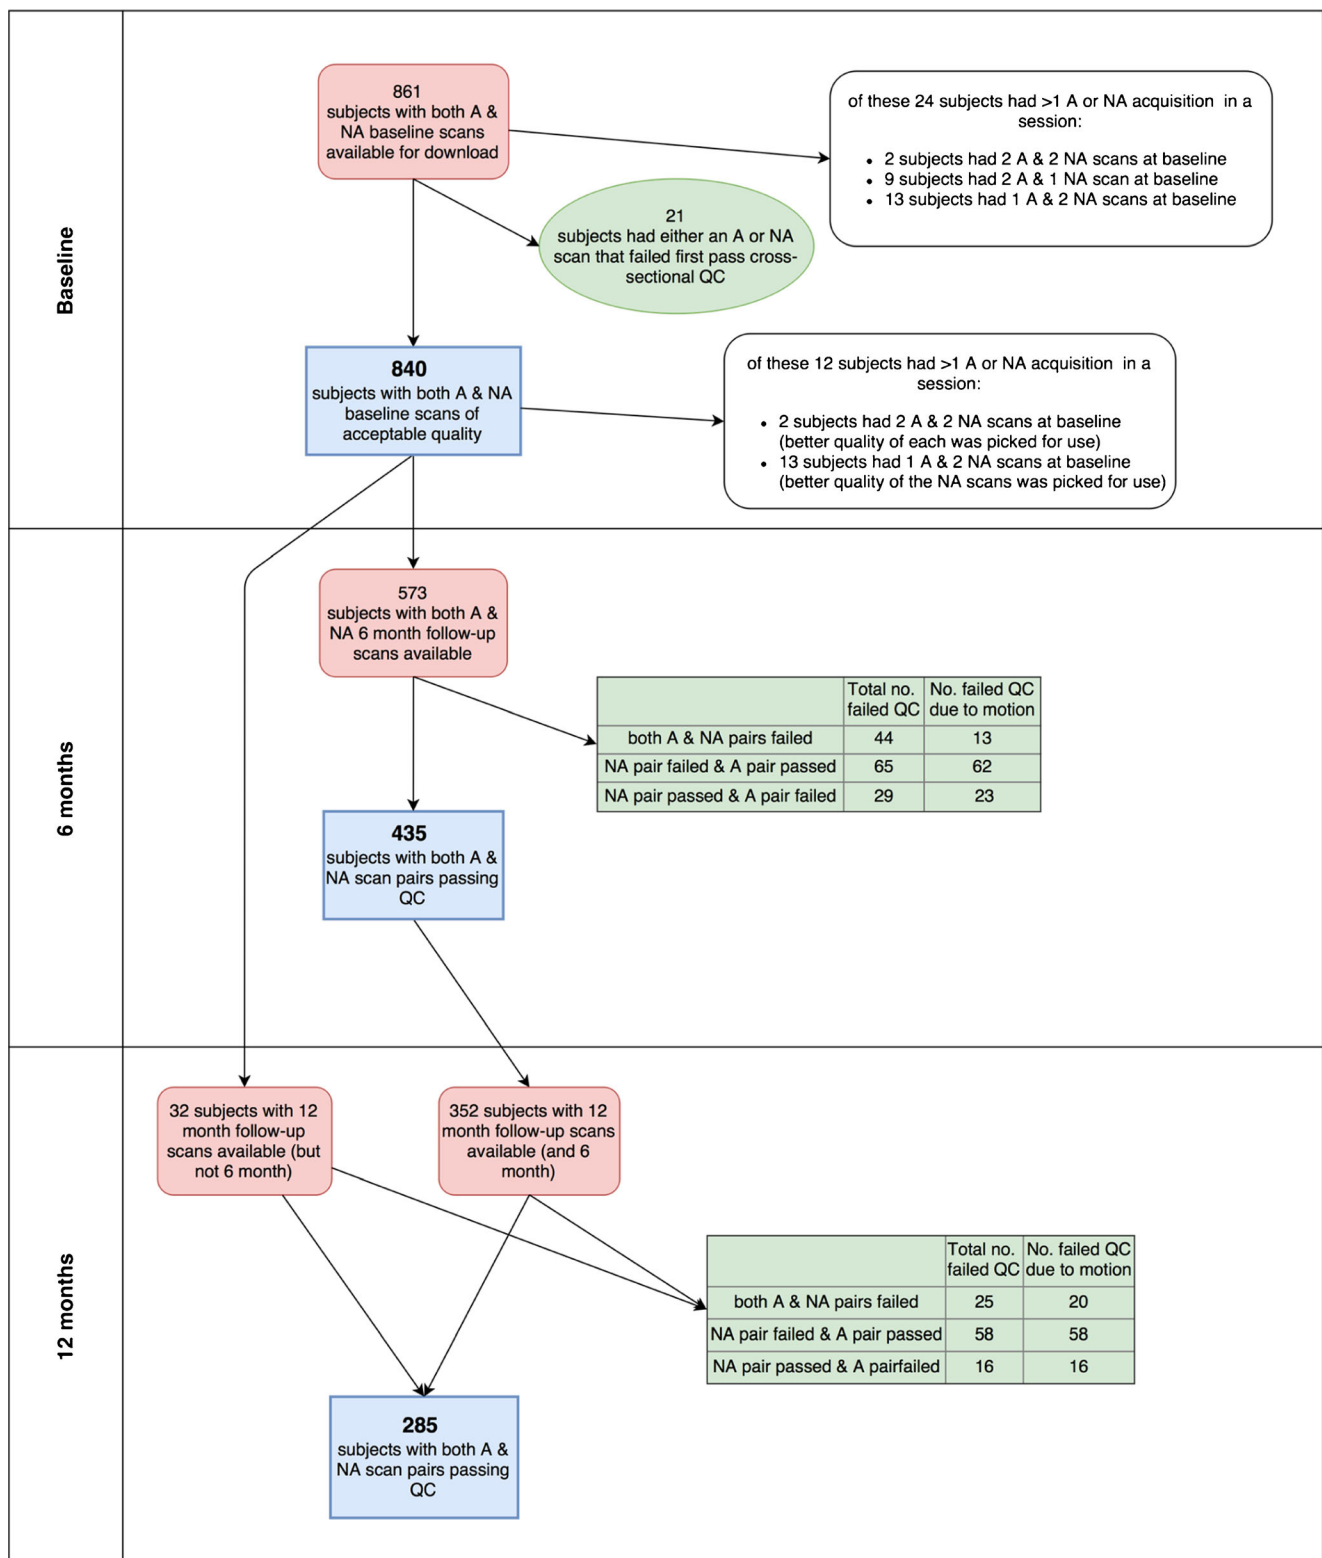 Baseline
861
subjects with both A &
NA baseline scans
available for download
of these 24 subjects had >1 A or NA acquisition in a
session:
• 2 subjects had 2 A & 2 NA scans at baseline
• 9 subjects had 2 A & 1 NA scan at baseline
• 13 subjects had 1 A & 2 NA scans at baseline
21
subjects had either an A or NA
scan that failed first pass cross-
sectional QC
840
subjects with both A & NA
baseline scans of
acceptable quality
of these 12 subjects had >1 A or NA acquisition in a
session:
• 2 subjects had 2 A & 2 NA scans at baseline
(better quality of each was picked for use)
• 13 subjects had 1 A & 2 NA scans at baseline
(better quality of the NA scans was picked for use)
6 months
573
subjects with both A &
NA 6 month follow-up
scans available
Total no. No. failed QC
failed QC due to motion
both A & NA pairs failed 44 13
NA pair failed & A pair passed 65 62
NA pair passed & A pair failed 29 23
435
subjects with both A &
NA scan pairs passing
QC
12 months
32 subjects with 12
month follow-up
scans available (but
not 6 month)
352 subjects with 12
month follow-up scans
available (and 6
month)
Total no. No. failed QC
failed QC due to motion
both A & NA pairs failed 25 20
NA pair failed & A pair passed 58 58
NA pair passed & A pairfailed 16 16
285
subjects with both A &
NA scan pairs passing
QC